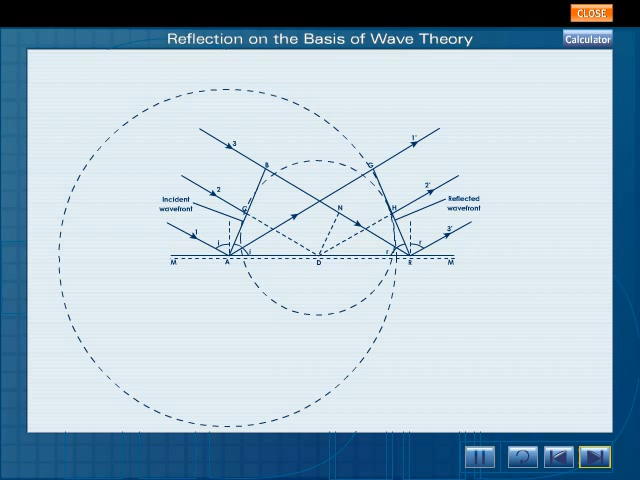 CLOSE
Reflection on the Basis of Wave Theory
Calculator
3
B
G
1'
2
2'
Incident
wavefront
C
N
H
Reflected
wavefront
1
3'
i
i
r
r
M
A
D
R
M